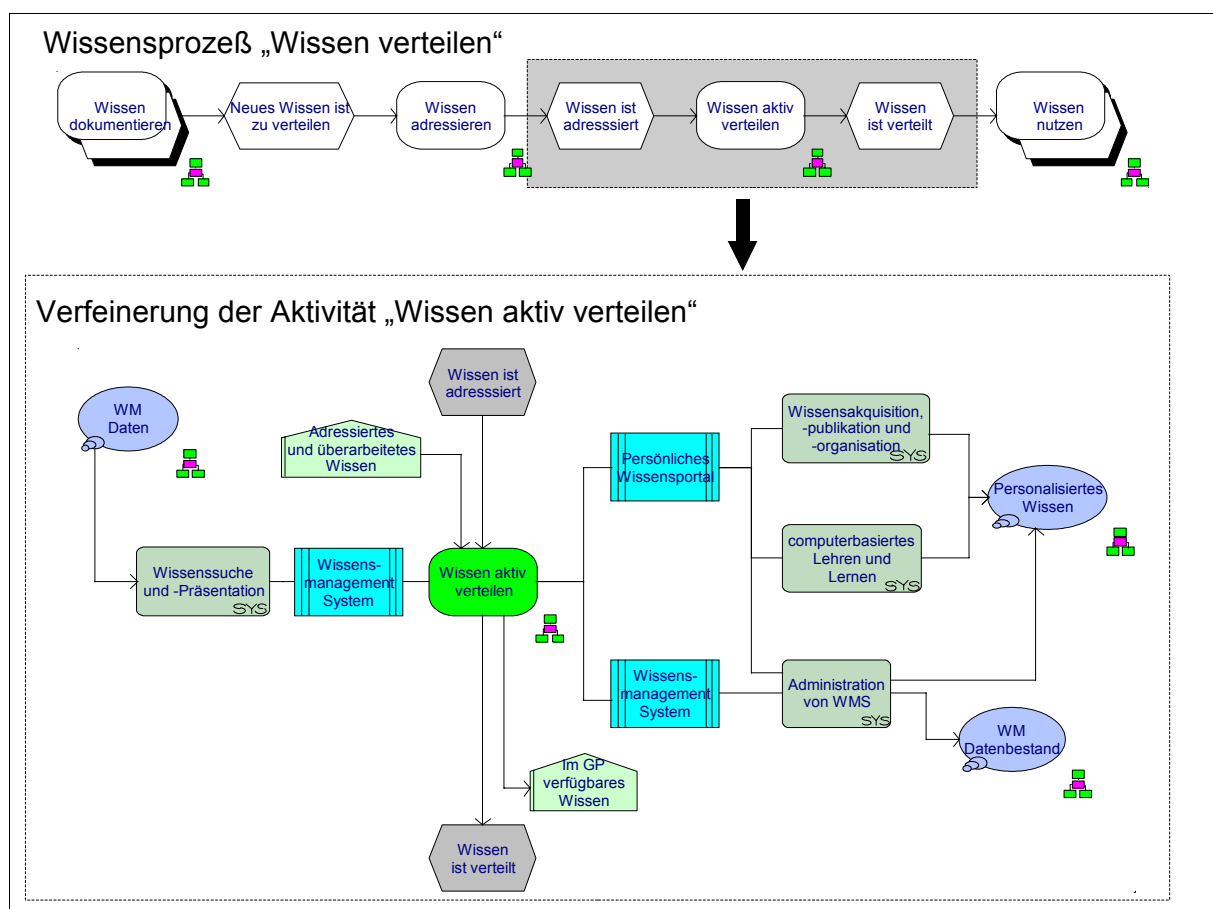 Wissensprozeß „Wissen verteilen“
Wissen
dokumentieren
Neues Wissen ist
zu verteilen
Wissen
adressieren
Wissen ist
adresssiert
Wissen aktiv
verteilen
Wissen
ist verteilt
Wissen
nutzen
Verfeinerung der Aktivität „Wissen aktiv verteilen“
WM
Daten
Adressiertes
und überarbeitetes
Wissen
Wissen ist
adresssiert
Persönliches
Wissensportal
Wissensakquisition,
-publikation und
-organisation
SYS
Personalisiertes
Wissen
computerbasiertes
Lehren und
Lernen
SYS
Wissenssuche
und -Präsentation
SYS
Wissens-
management
System
Wissen aktiv
verteilen
Wissens-
management
System
Administration
von WMS
SYS
WM
Datenbestand
Im GP
verfügbares
Wissen
Wissen
ist verteilt